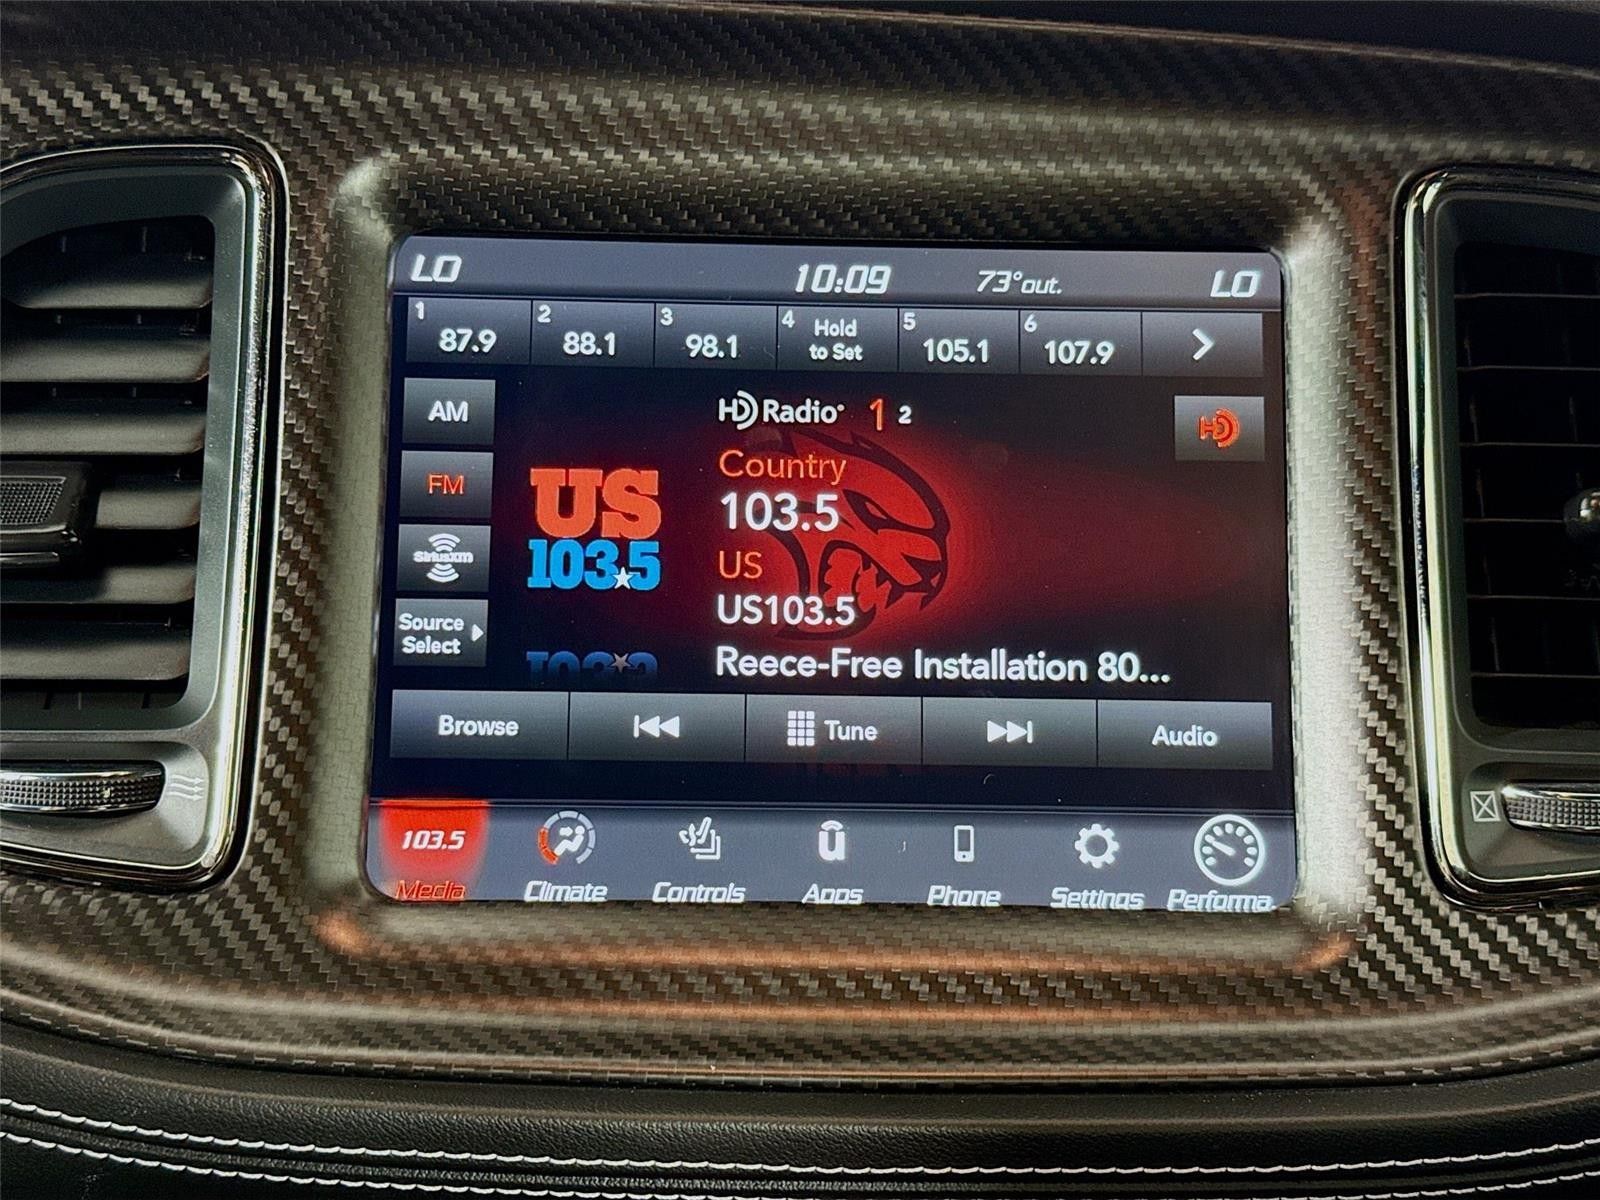 LO 10:09 73°out. LO
1 87.9 2 88.1 3 98.1 4 Hold to Set 5 105.1 6 107.9
AM
HD Radio 1 2
HD
Country
FM
103.5
US
103.5
US
SiriusXM
US103.5
Source
Select
Reece-Free Installation 80...
Browse Tune Audio
103.5
Media Climate Controls Apps Phone Settings Performa.